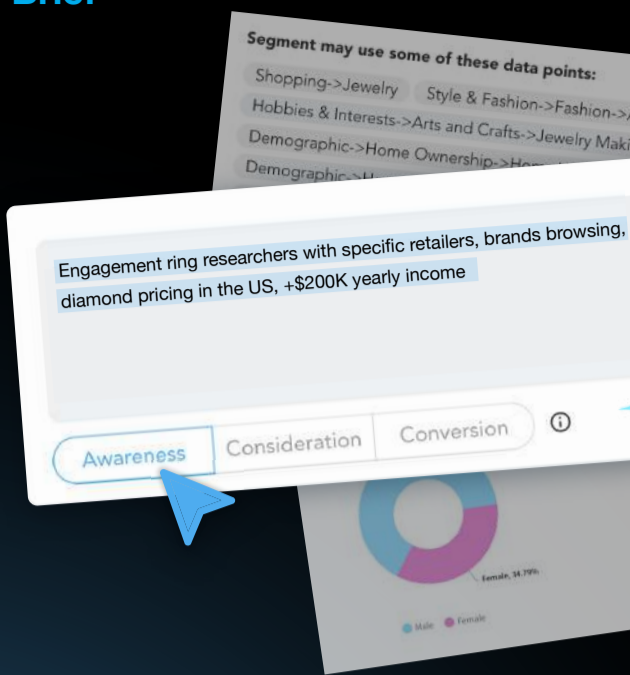 Brief
Segment may use some of these data points:
Shopping->Jewelry
Style & Fashion->Fashion->
Hobbies & Interests->Arts and Crafts->Jewelry Maki
Demographic->Home Ownership->
Demographic->
Engagement ring researchers with specific retailers, brands browsing,
diamond pricing in the US, +$200K yearly income
Awareness
Consideration
Conversion
Female, 34.79%
Male
Female